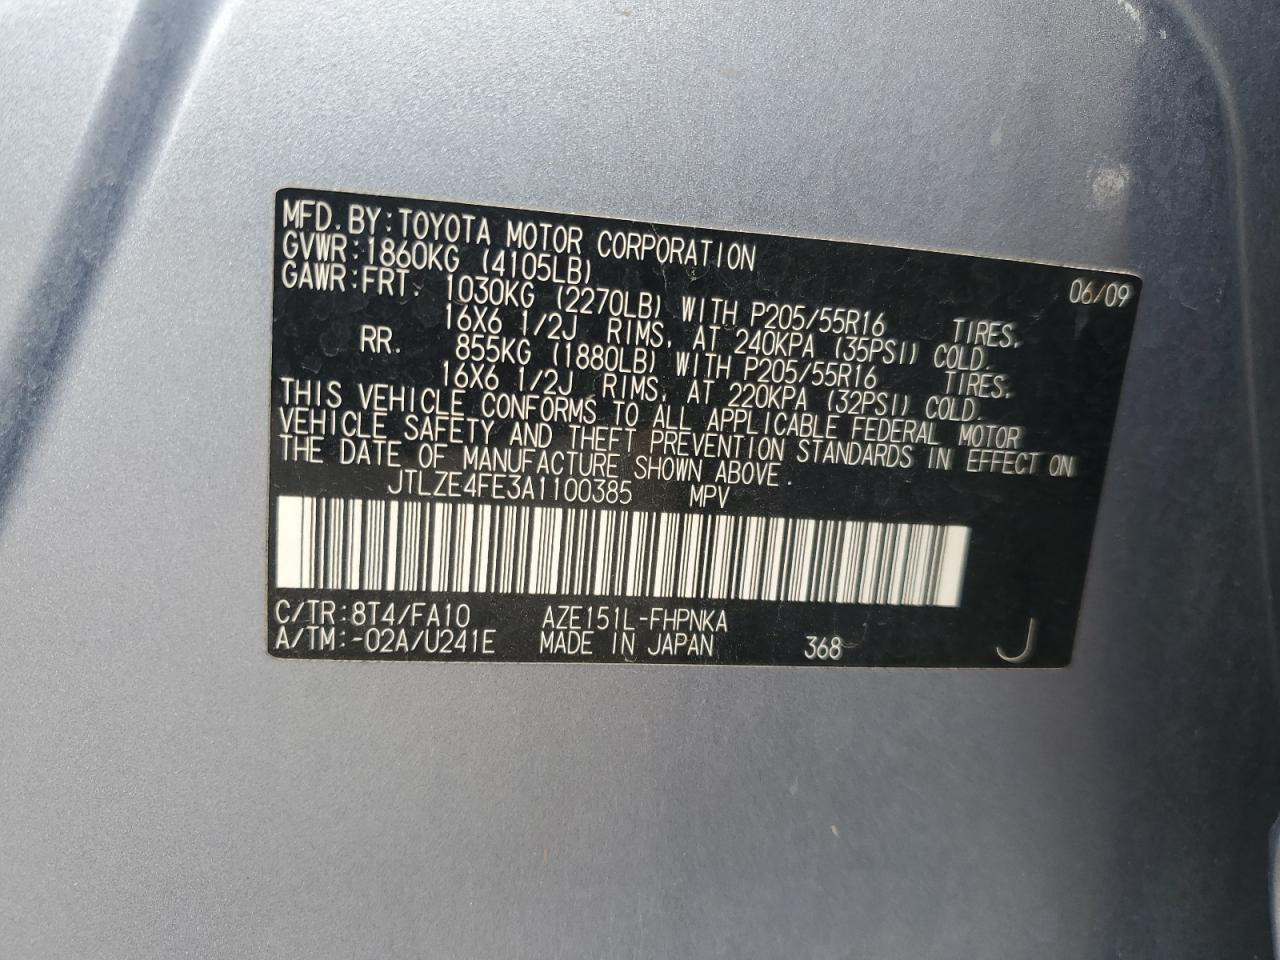 MFD.BY:TOYOTA MOTOR CORPORATION 06/09
GVWR:1860KG (4105LB)
GAWR:FRT. 1030KG (2270LB) WITH P205/55R16 TIRES,
16X6 1/2J RIMS, AT 240KPA (35PSI) COLD.
RR. 855KG (1880LB) WITH P205/55R16 TIRES,
16X6 1/2J RIMS, AT 220KPA (32PSI) COLD.
THIS VEHICLE CONFORMS TO ALL APPLICABLE FEDERAL MOTOR
VEHICLE SAFETY AND THEFT PREVENTION STANDARDS IN EFFECT ON
THE DATE OF MANUFACTURE SHOWN ABOVE.
JTLZE4FE3A1100385 MPV
C/TR:8T4/FA10 AZE151L-FHPNKA
A/TM:-02A/U241E MADE IN JAPAN 368 J